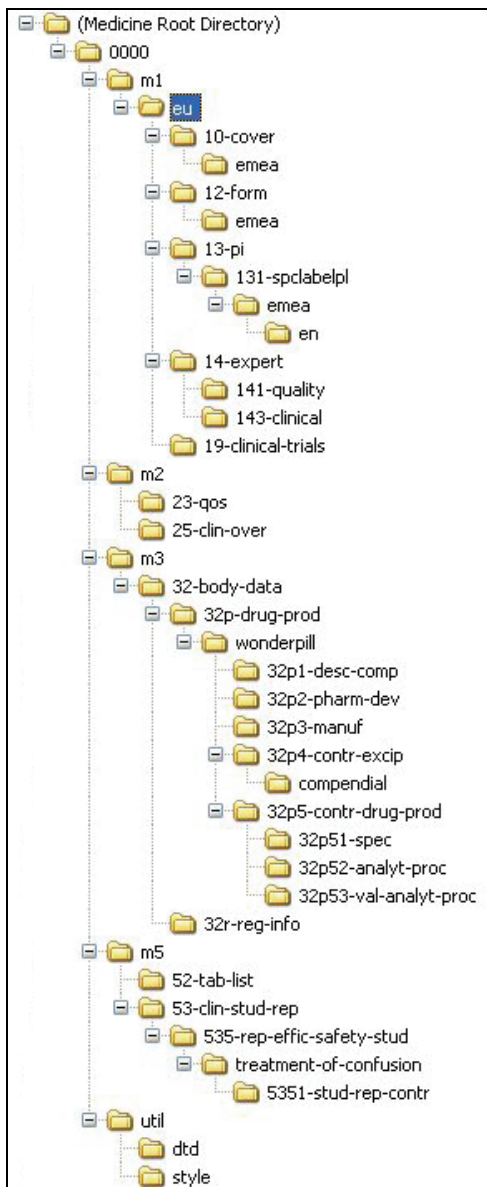 (Medicine Root Directory)
0000
m1
eu
10-cover
emea
12-form
emea
13-pi
131-spclabelpl
emea
en
14-expert
141-quality
143-clinical
19-clinical-trials
m2
23-qos
25-clin-over
m3
32-body-data
32p-drug-prod
wonderpill
32p1-desc-comp
32p2-pharm-dev
32p3-manuf
32p4-contr-excip
compendial
32p5-contr-drug-prod
32p51-spec
32p52-analyt-proc
32p53-val-analyt-proc
32r-reg-info
m5
52-tab-list
53-clin-stud-rep
535-rep-effic-safety-stud
treatment-of-confusion
5351-stud-rep-contr
util
dtd
style